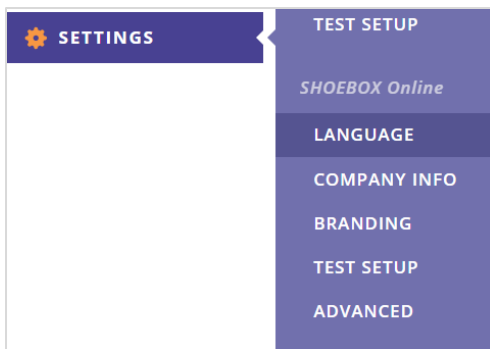 SETTINGS
TEST SETUP
SHOEBOX Online
LANGUAGE
COMPANY INFO
BRANDING
TEST SETUP
ADVANCED